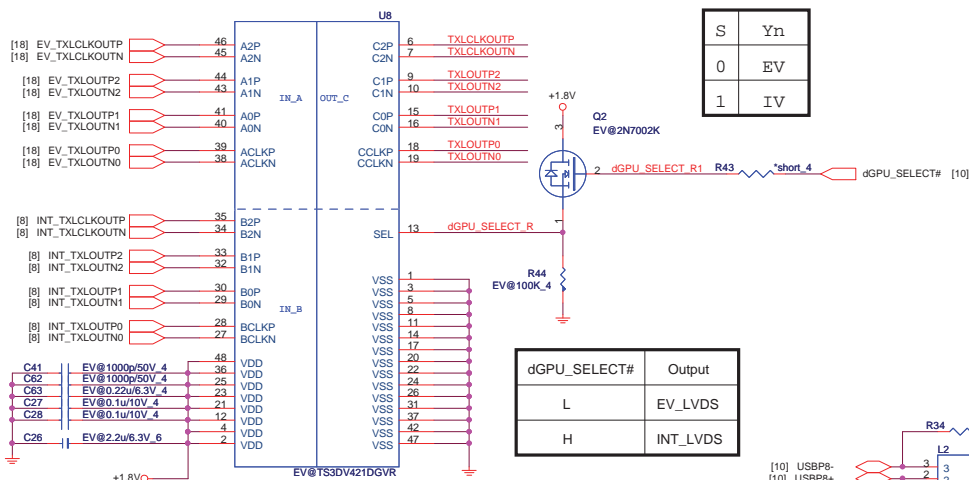 U8
[18] EV_TXLCLKOUTP 46 A2P C2P 6 TXLCLKOUTP
[18] EV_TXLCLKOUTN 45 A2N C2N 7 TXLCLKOUTN
[18] EV_TXLOUTP2 44 A1P C1P 9 TXLOUTP2
[18] EV_TXLOUTN2 43 A1N C1N 10 TXLOUTN2
IN_A OUT_C
[18] EV_TXLOUTP1 41 A0P C0P 15 TXLOUTP1
[18] EV_TXLOUTN1 40 A0N C0N 16 TXLOUTN1
[18] EV_TXLOUTP0 39 ACLKP CCLKP 18 TXLOUTP0
[18] EV_TXLOUTN0 38 ACLKN CCLKN 19 TXLOUTN0
[8] INT_TXLCLKOUTP 35 B2P
[8] INT_TXLCLKOUTN 34 B2N SEL 13 dGPU_SELECT_R
[8] INT_TXLOUTP2 33 B1P
[8] INT_TXLOUTN2 32 B1N
[8] INT_TXLOUTP1 30 B0P
[8] INT_TXLOUTN1 29 B0N
IN_B
[8] INT_TXLOUTP0 28 BCLKP
[8] INT_TXLOUTN0 27 BCLKN
VSS 1
VSS 3
VSS 5
VSS 8
VSS 11
VSS 14
VSS 17
VSS 20
VSS 22
VSS 24
VSS 26
VSS 31
VSS 37
VSS 42
VSS 47
48 VDD
C41 EV@1000p/50V_4 36 VDD
C62 EV@1000p/50V_4 25 VDD
C63 EV@0.22u/6.3V_4 23 VDD
C27 EV@0.1u/10V_4 21 VDD
C28 EV@0.1u/10V_4 12 VDD
4 VDD
C26 EV@2.2u/6.3V_6 2 VDD
+1.8V
EV@TS3DV421DGVR
S Yn
0 EV
1 IV
+1.8V
Q2
EV@2N7002K
3
2 dGPU_SELECT_R1 R43 *short_4 dGPU_SELECT# [10]
1
R44
EV@100K_4
dGPU_SELECT# Output
L EV_LVDS
H INT_LVDS
R34
L2
[10] USBP8- 3 3
[10] USBP8+ 2 2